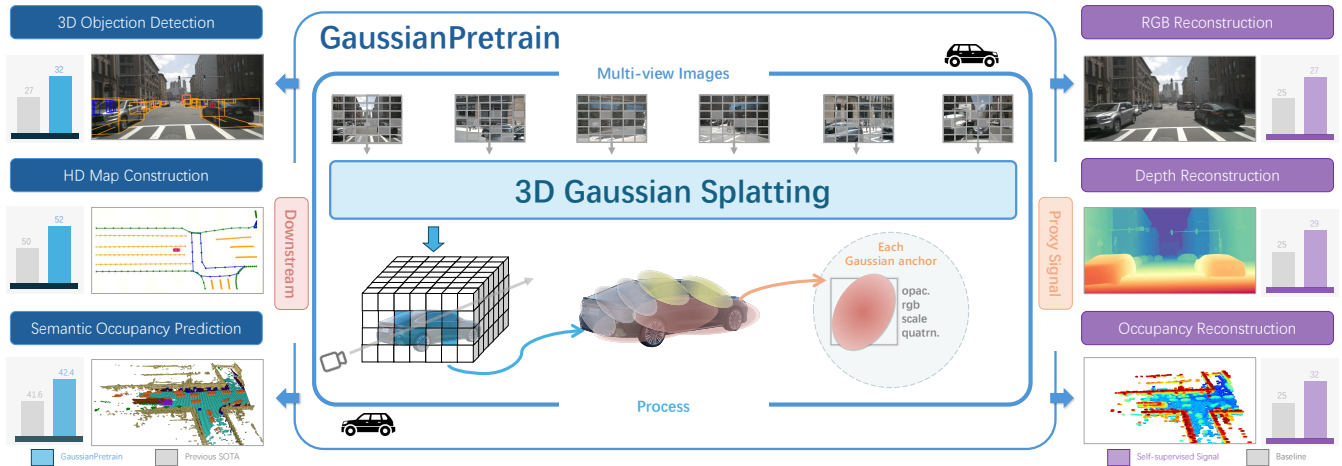 3D Objection Detection
27
32
HD Map Construction
50
52
Semantic Occupancy Prediction
41.6
42.4
GaussianPretrain
Previous SOTA
Downstream
GaussianPretrain
Multi-view Images
3D Gaussian Splatting
Each
Gaussian anchor
opac.
rgb
scale
quatrn.
Process
Proxy Signal
RGB Reconstruction
25
27
Depth Reconstruction
25
29
Occupancy Reconstruction
25
32
Self-supervised Signal
Baseline